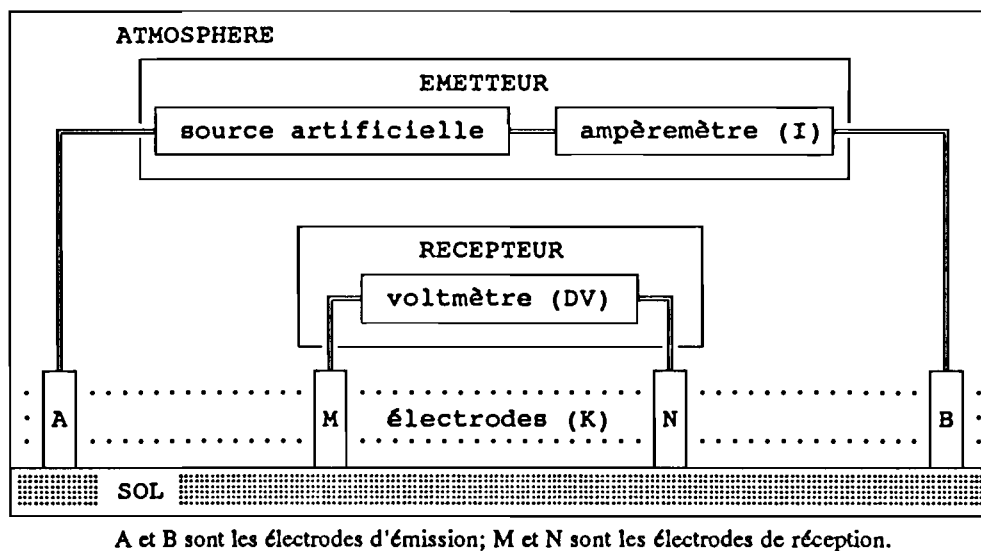 ATMOSPHERE
EMETTEUR
source artificielle
ampèremètre (I)
RECEPTEUR
voltmètre (DV)
A
M
électrodes (K)
N
B
SOL
A et B sont les électrodes d'émission; M et N sont les électrodes de réception.